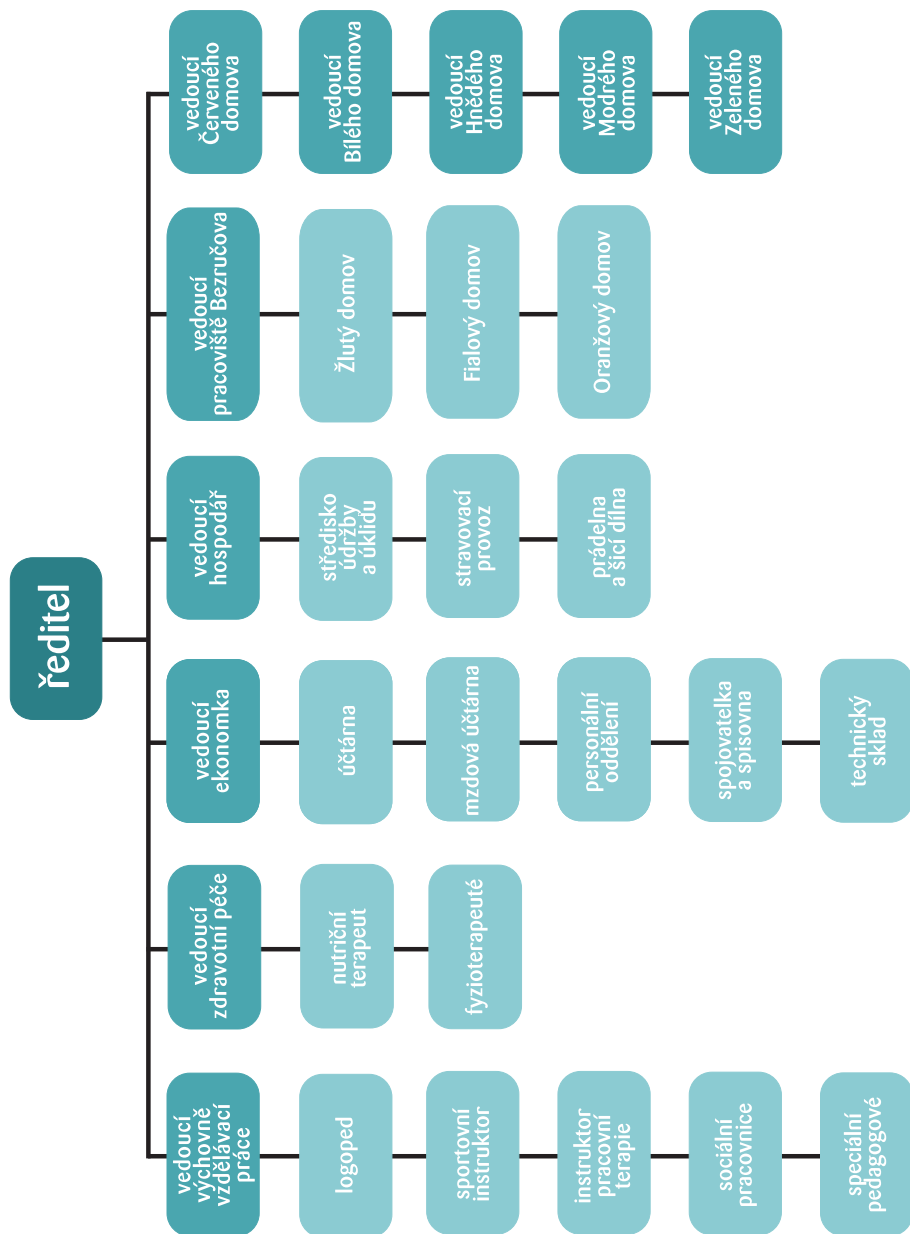 ředitel
vedoucí
výchovně
vzdělávací
práce
logoped
sportovní
instruktor
instruktor
pracovní
terapie
sociální
pracovnice
speciální
pedagogové
vedoucí
zdravotní péče
nutriční
terapeut
fyzioterapeuté
vedoucí
ekonomka
účtárna
mzdová účtárna
personální
oddělení
spojovatelka
a spisovna
technický
sklad
vedoucí
hospodář
středisko
údržby
a úklidu
stravovací
provoz
prádelna
a šicí dílna
vedoucí
pracoviště Bezručova
Žlutý domov
Fialový domov
Oranžový domov
vedoucí
Červeného
domova
vedoucí
Bílého domova
vedoucí
Hnědého
domova
vedoucí
Modrého
domova
vedoucí
Zeleného
domova